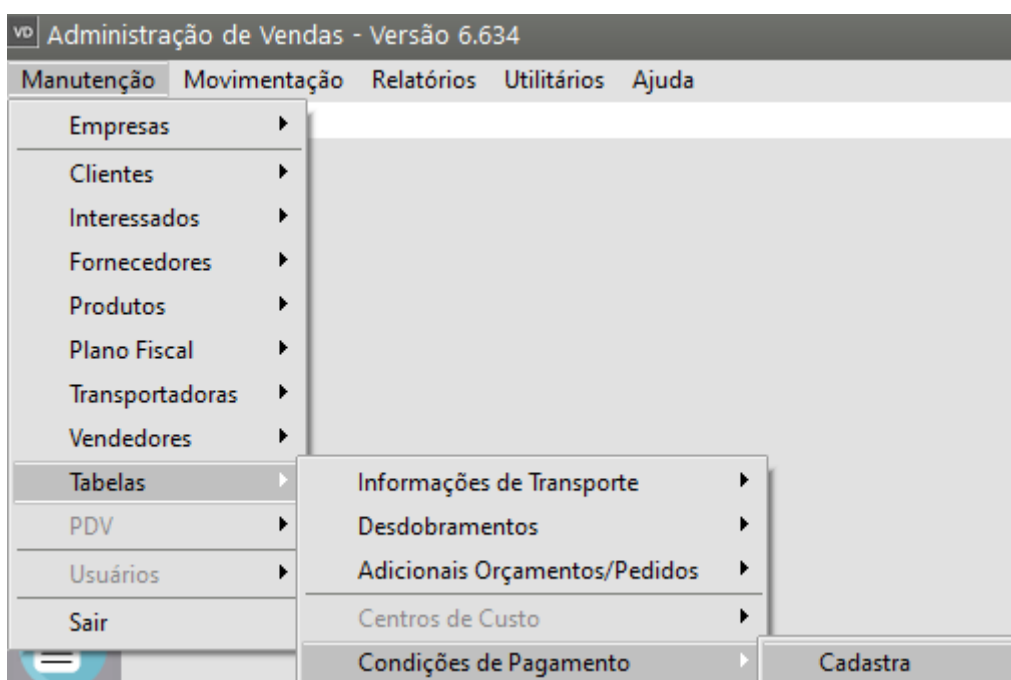 VD Administração de Vendas - Versão 6.634
Manutenção Movimentação Relatórios Utilitários Ajuda
Empresas
Clientes
Interessados
Fornecedores
Produtos
Plano Fiscal
Transportadoras
Vendedores
Tabelas
PDV
Usuários
Sair
Informações de Transporte
Desdobramentos
Adicionais Orçamentos/Pedidos
Centros de Custo
Condições de Pagamento
Cadastra